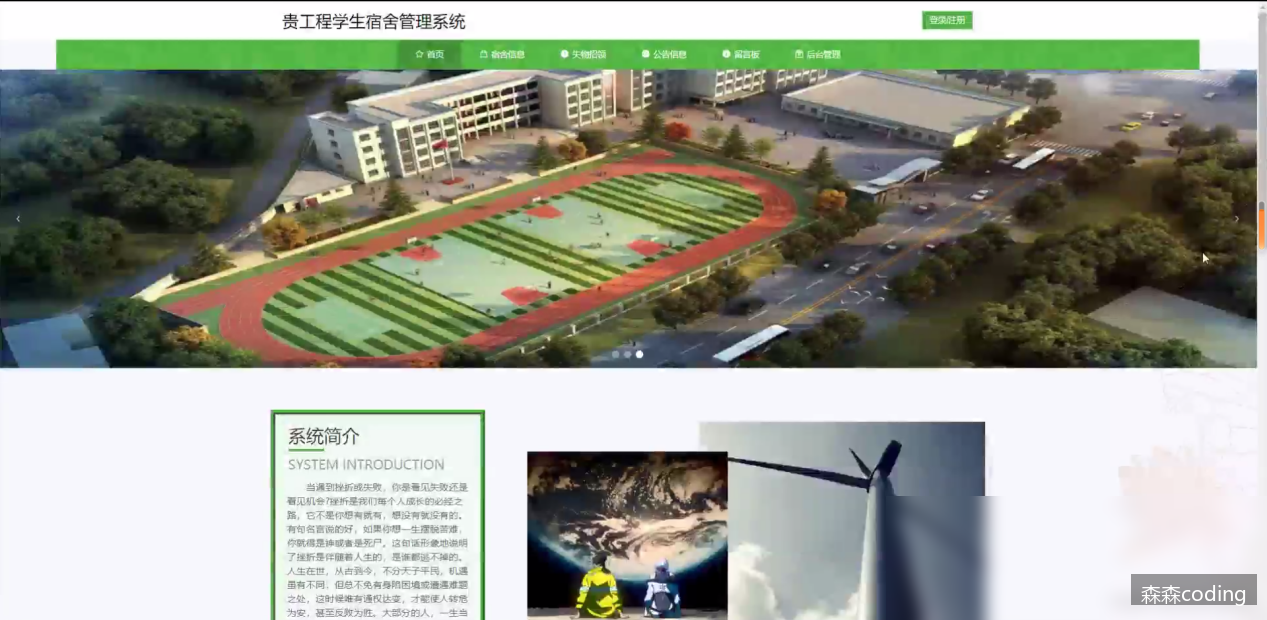 贵工程学生宿舍管理系统
登录/注册
首页 宿舍信息 失物招领 公告信息 留言板 后台管理
系统简介
SYSTEM INTRODUCTION
当遇到挫折或失败，你是看见失败还是
看见机会?挫折是我们每个人成长的必经之
路，它不是你想有就有，想没有就没有的。
有句名言说的好，如果你想一生摆脱苦难，
你就得是神或者是死尸。这句话形象地说明
了挫折是伴随着人生的，是谁都逃不掉的。
人生在世，从古到今，不分天子平民，机遇
虽有不同，但总不免有身陷困境或遭遇难题
之处，这时候唯有通权达变，才能使人转危
为安，甚至反败为胜。大部分的人，一生当
森森coding